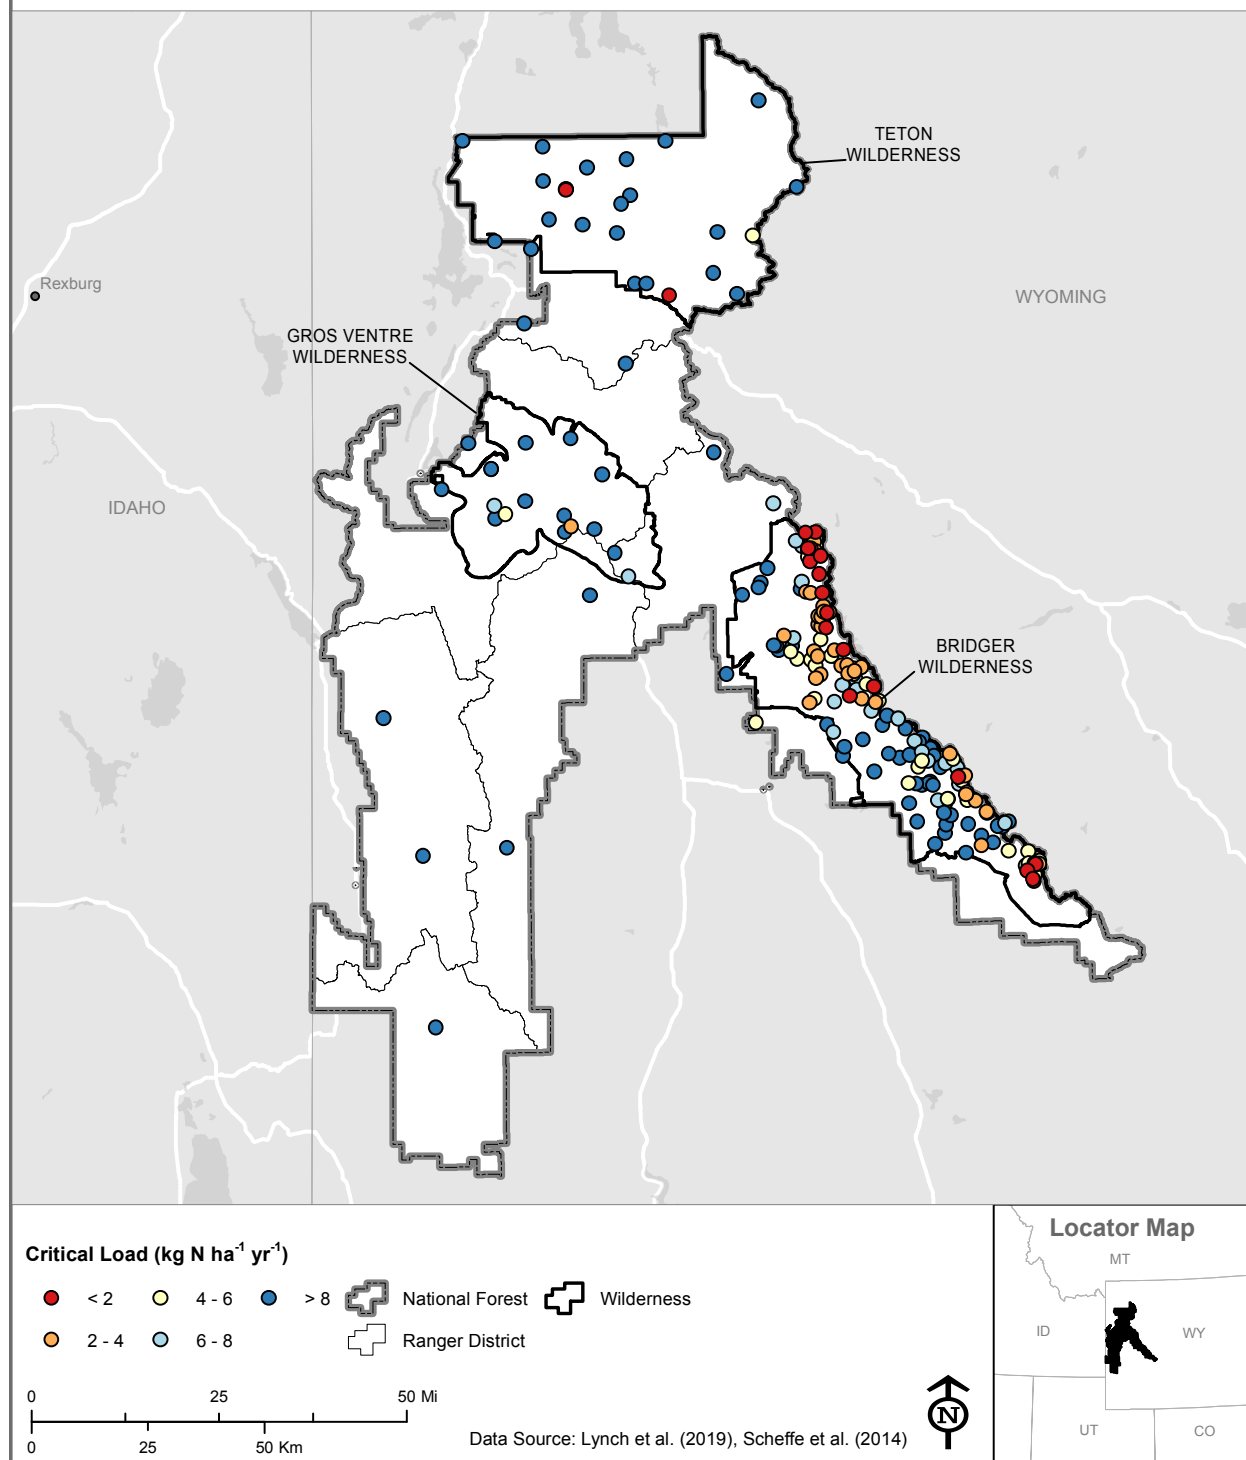 TETON
WILDERNESS
Rexburg
WYOMING
GROS VENTRE
WILDERNESS
IDAHO
BRIDGER
WILDERNESS
Critical Load (kg N ha⁻¹ yr⁻¹)
< 2 4 - 6 > 8 National Forest Wilderness
2 - 4 6 - 8 Ranger District
0 25 50 Mi
0 25 50 Km
Data Source: Lynch et al. (2019), Scheffe et al. (2014)
N
Locator Map
MT
ID WY
UT CO